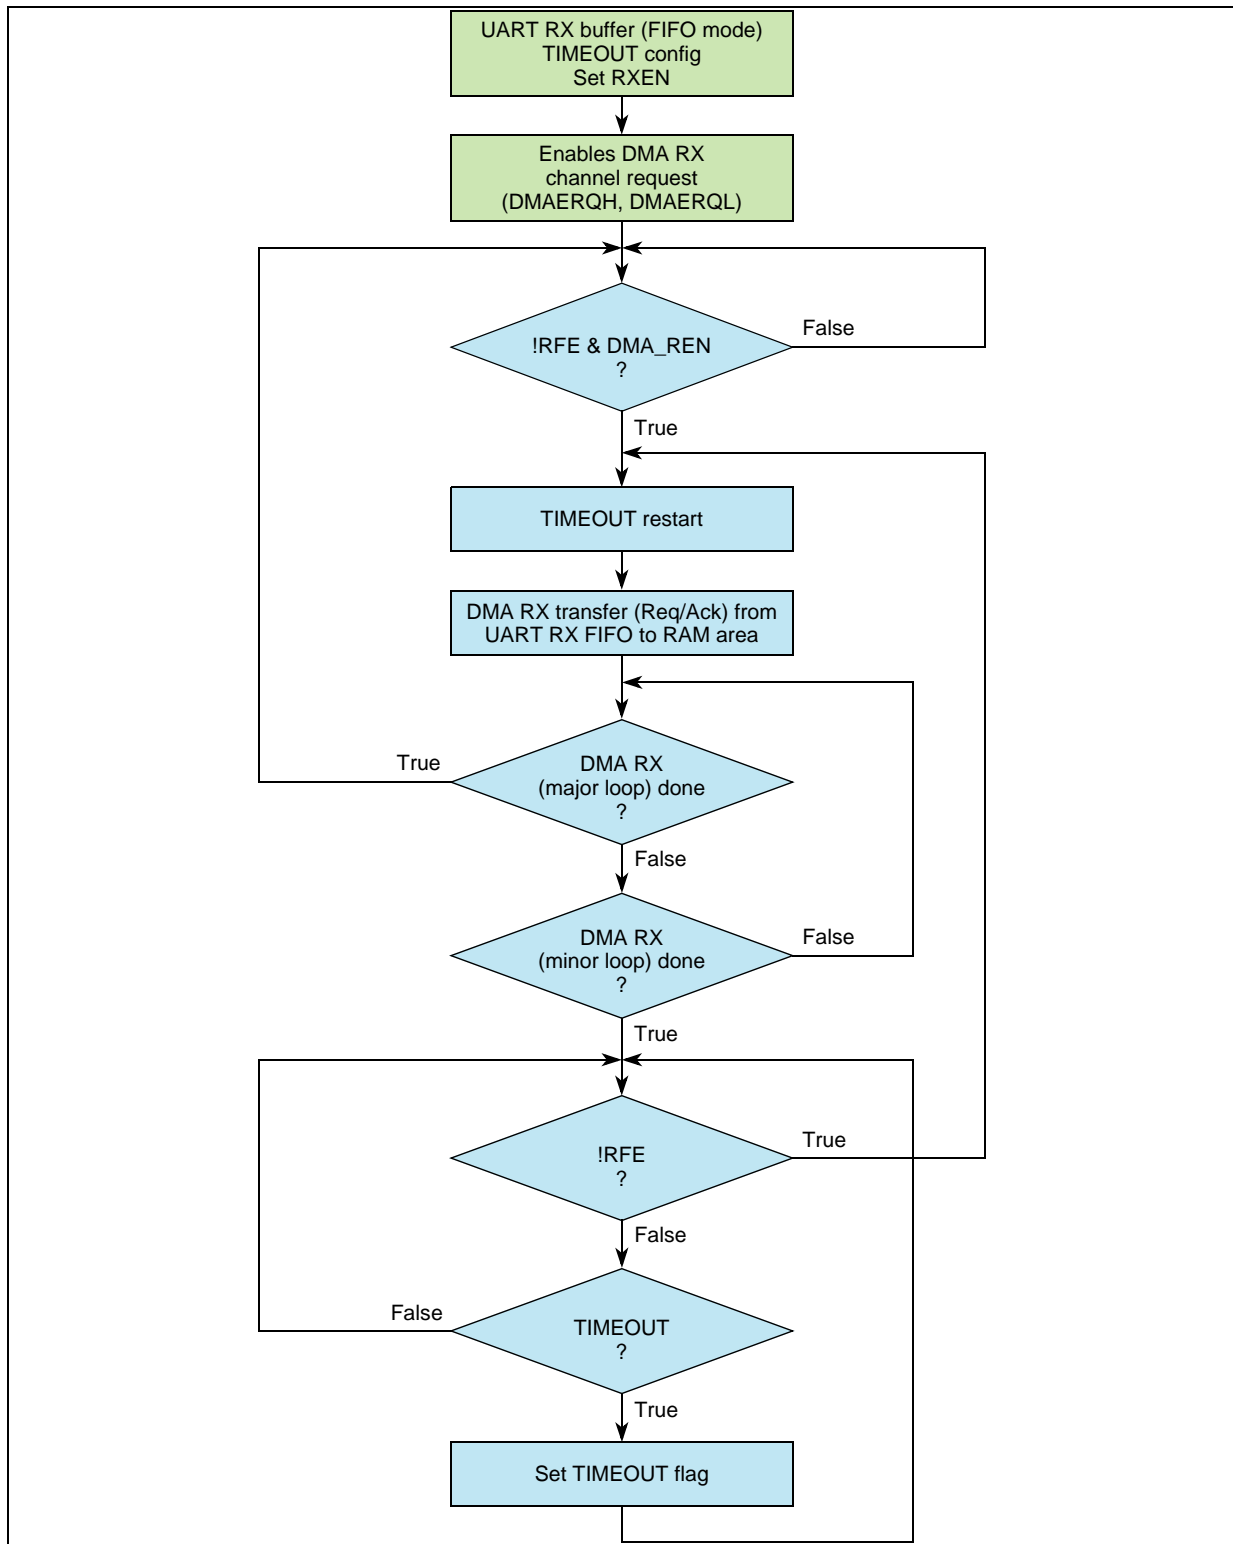 UART RX buffer (FIFO mode)
TIMEOUT config
Set RXEN
Enables DMA RX
channel request
(DMAERQH, DMAERQL)
False
!RFE & DMA_REN
?
True
TIMEOUT restart
DMA RX transfer (Req/Ack) from
UART RX FIFO to RAM area
True
DMA RX
(major loop) done
?
False
DMA RX
(minor loop) done
?
False
True
!RFE
?
True
False
False
TIMEOUT
?
True
Set TIMEOUT flag